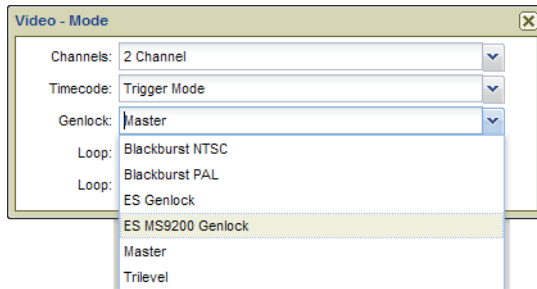 Video - Mode
Channels: 2 Channel
Timecode: Trigger Mode
Genlock: Master
Loop: Blackburst NTSC
Blackburst PAL
Loop: ES Genlock
ES MS9200 Genlock
Master
Trilevel